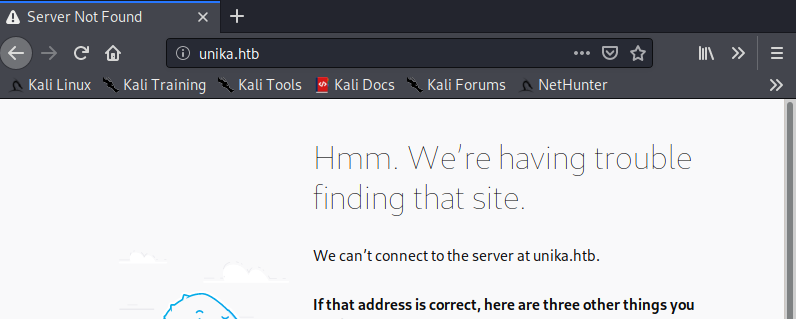 Server Not Found
unika.htb
Kali Linux Kali Training Kali Tools Kali Docs Kali Forums NetHunter
Hmm. We’re having trouble
finding that site.
We can’t connect to the server at unika.htb.
If that address is correct, here are three other things you